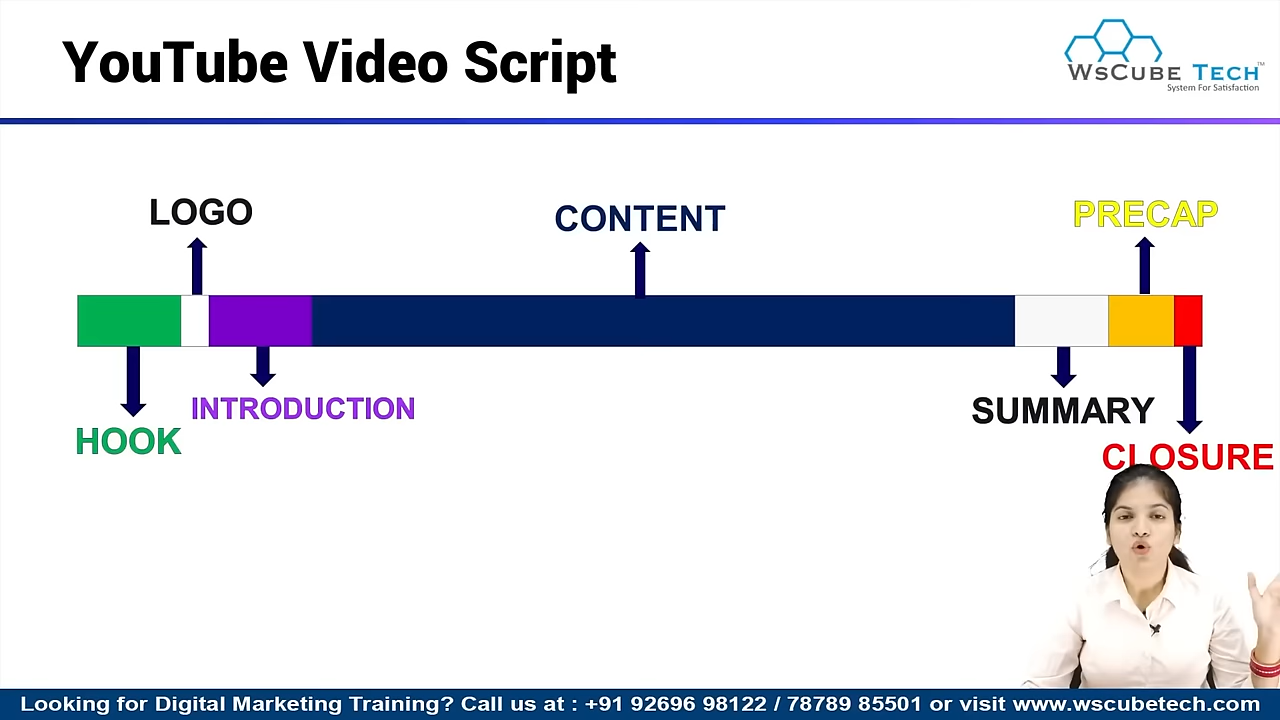 YouTube Video Script
WSCUBE TECH™
System For Satisfaction
LOGO
CONTENT
PRECAP
INTRODUCTION
SUMMARY
HOOK
CLOSURE
Looking for Digital Marketing Training? Call us at : +91 92696 98122 / 78789 85501 or visit www.wscubetech.com